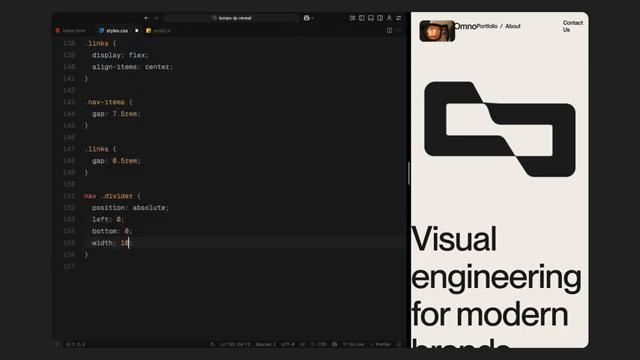 konpo-lp-reveal
index.html
styles.css
script.js
138 .links {
139 display: flex;
140 align-items: center;
141 }
142
143 .nav-items {
144 gap: 7.5rem;
145 }
146
147 .links {
148 gap: 0.5rem;
149 }
150
151 nav .divider {
152 position: absolute;
153 left: 0;
154 bottom: 0;
155 width: 10;
156 }
157
Ln 155, Col 13
Spaces: 2
UTF-8
LF
CSS
Go Live
Prettier
Omno
Portfolio / About
Contact
Us
Visual
engineering
for modern
brands